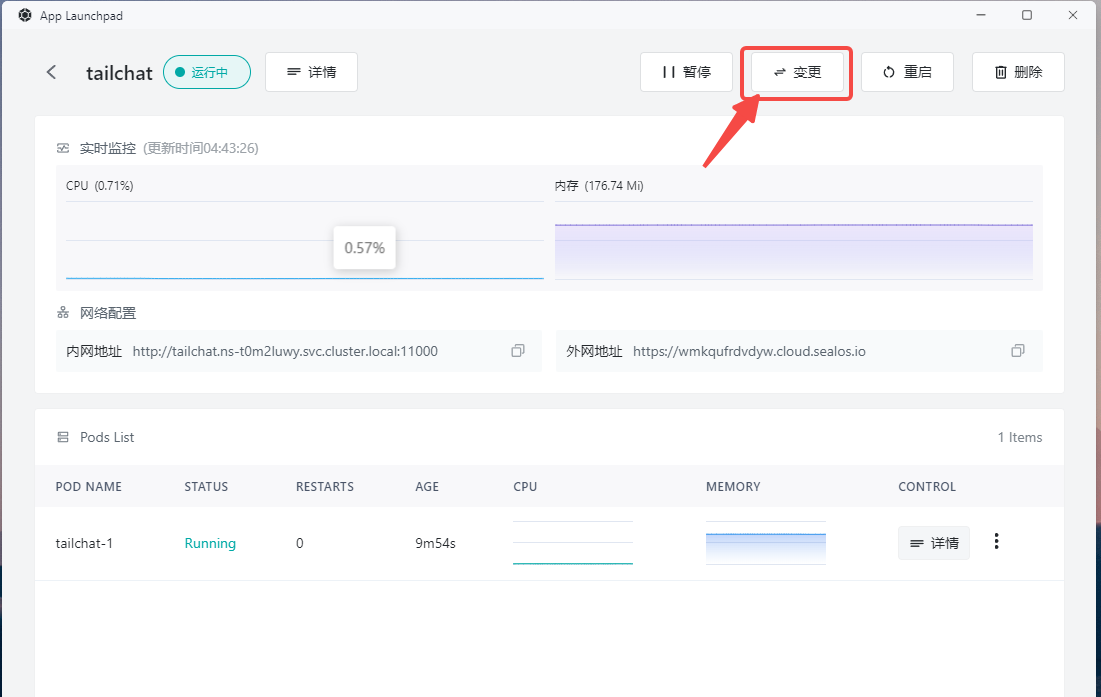 App Launchpad
tailchat 运行中 详情 暂停 变更 重启 删除
实时监控 (更新时间04:43:26)
CPU (0.71%) 内存 (176.74 Mi)
0.57%
网络配置
内网地址 http://tailchat.ns-t0m2luwy.svc.cluster.local:11000 外网地址 https://wmkqufrdvdyw.cloud.sealos.io
Pods List 1 Items
POD NAME STATUS RESTARTS AGE CPU MEMORY CONTROL
tailchat-1 Running 0 9m54s 详情